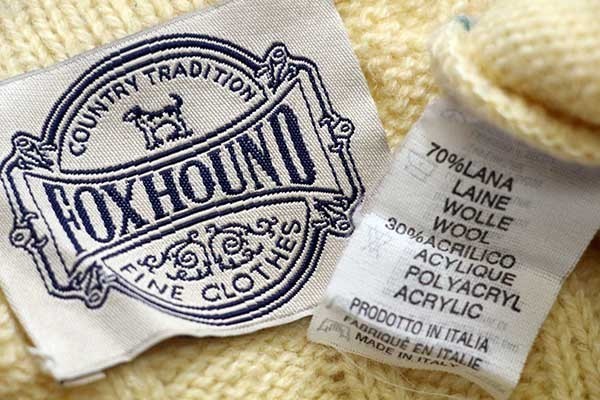 COUNTRY TRADITION
FOXHOUND
FINE CLOTHES
70%LANA
LAINE
WOLLE
WOOL
30%ACRILICO
ACYLIQUE
POLYACRYL
ACRYLIC
PRODOTTO IN ITALIA
FABRIQUÉ EN ITALIE
MADE IN ITALY